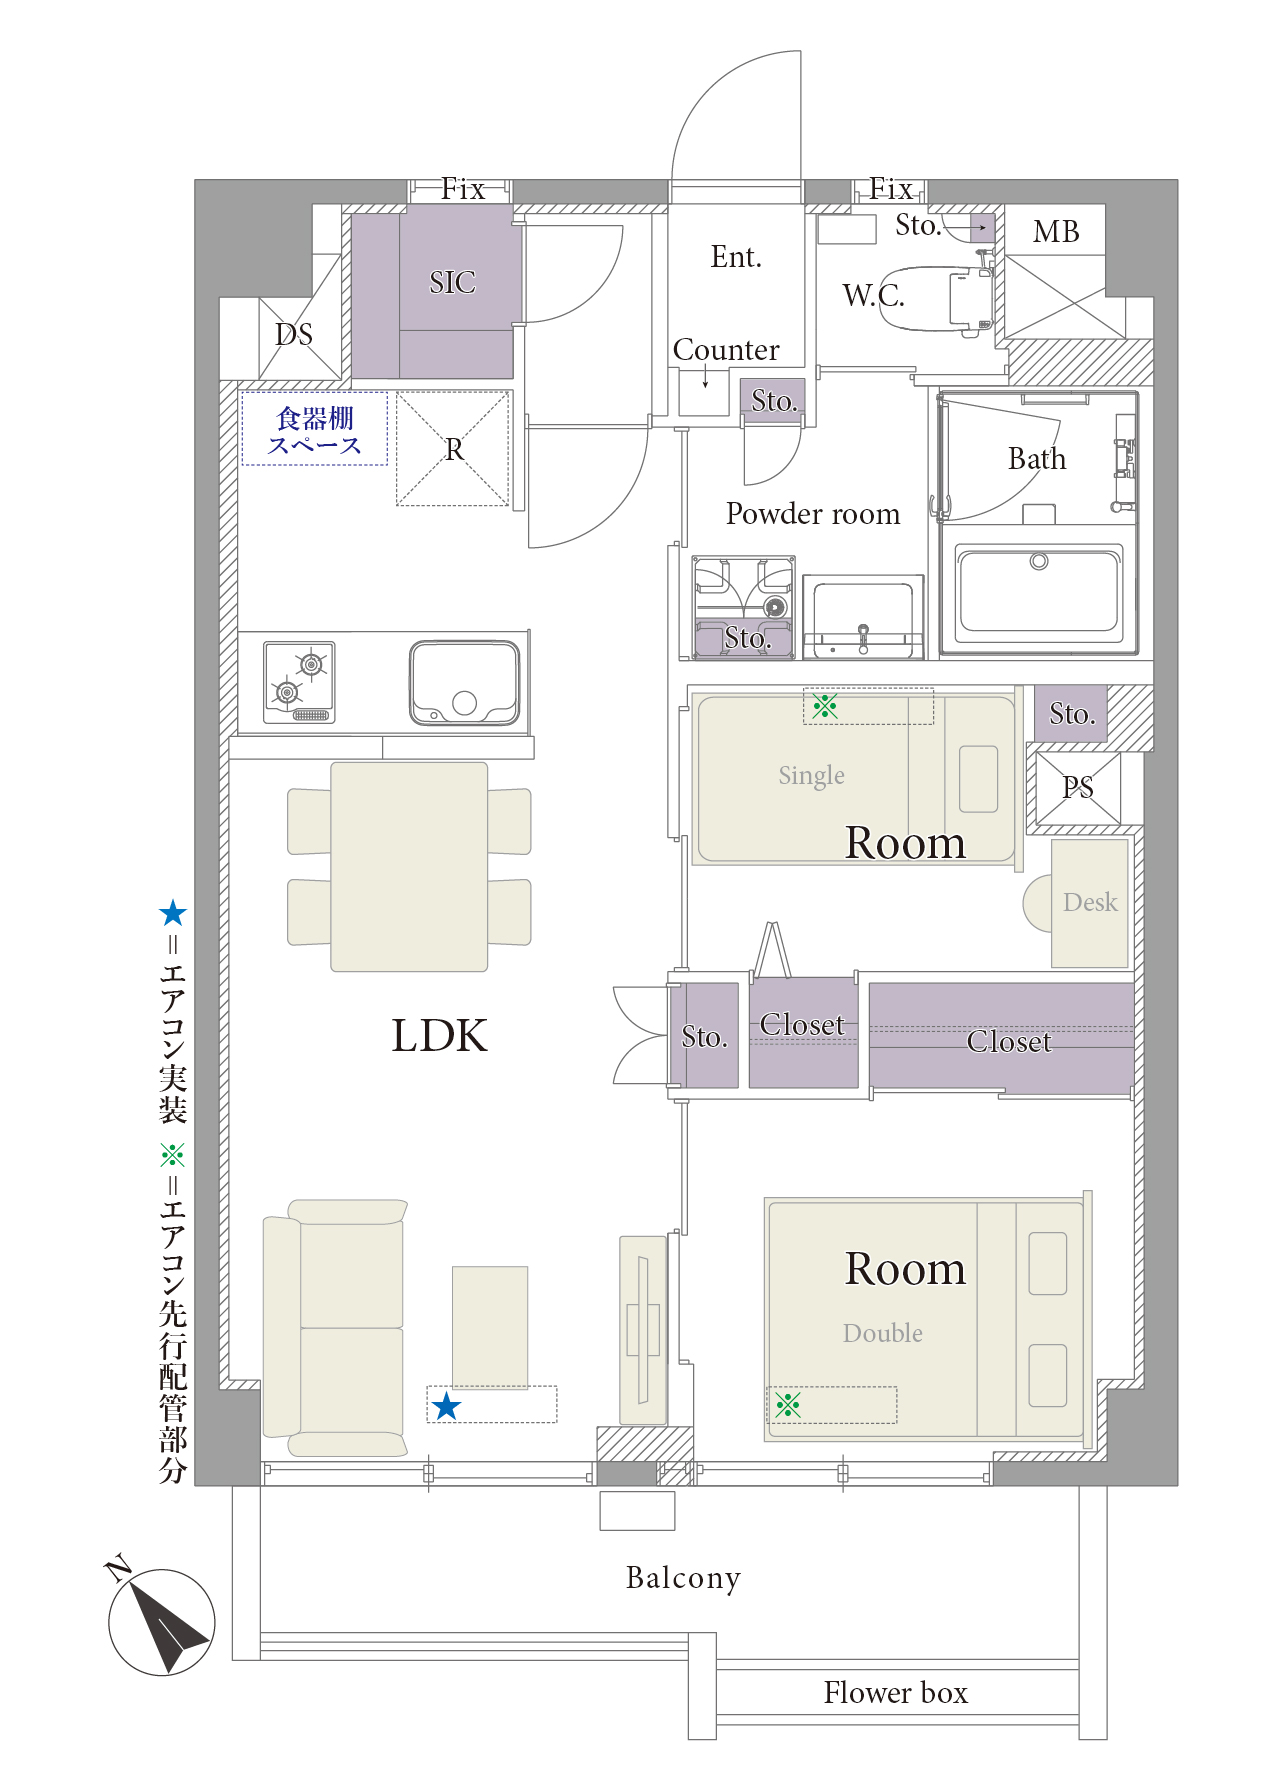 Fix
Fix
SIC
Ent.
Sto.
MB
W.C.
DS
Counter
Sto.
食器棚
スペース
R
Bath
Powder room
Sto.
※
Sto.
Single
PS
Room
Desk
LDK
Sto.
Closet
Closet
Room
Double
★
※
★=エアコン実装 ※=エアコン先行配管部分
N
Balcony
Flower box